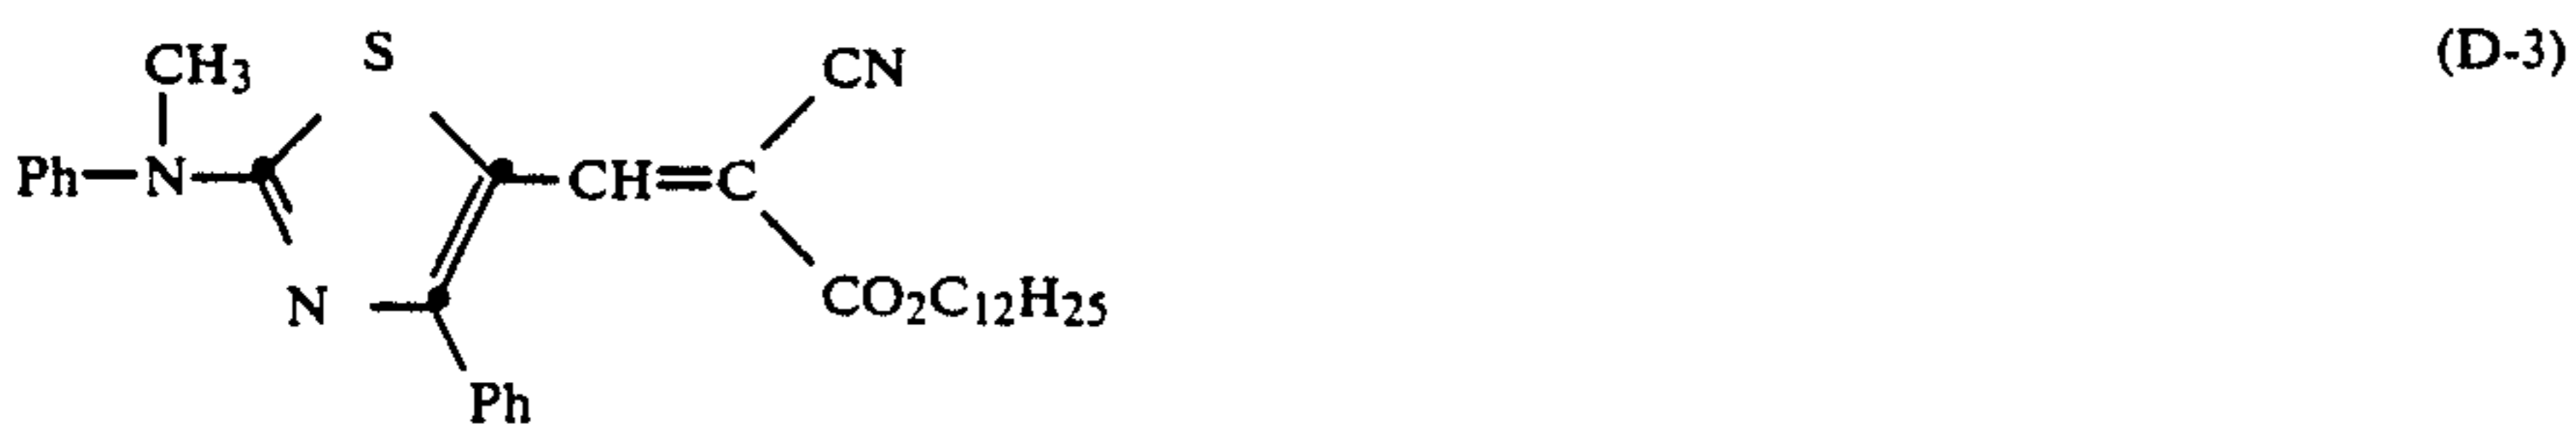 CH₃ S CN (D-3)
Ph—N CH=C
N CO₂C₁₂H₂₅
Ph